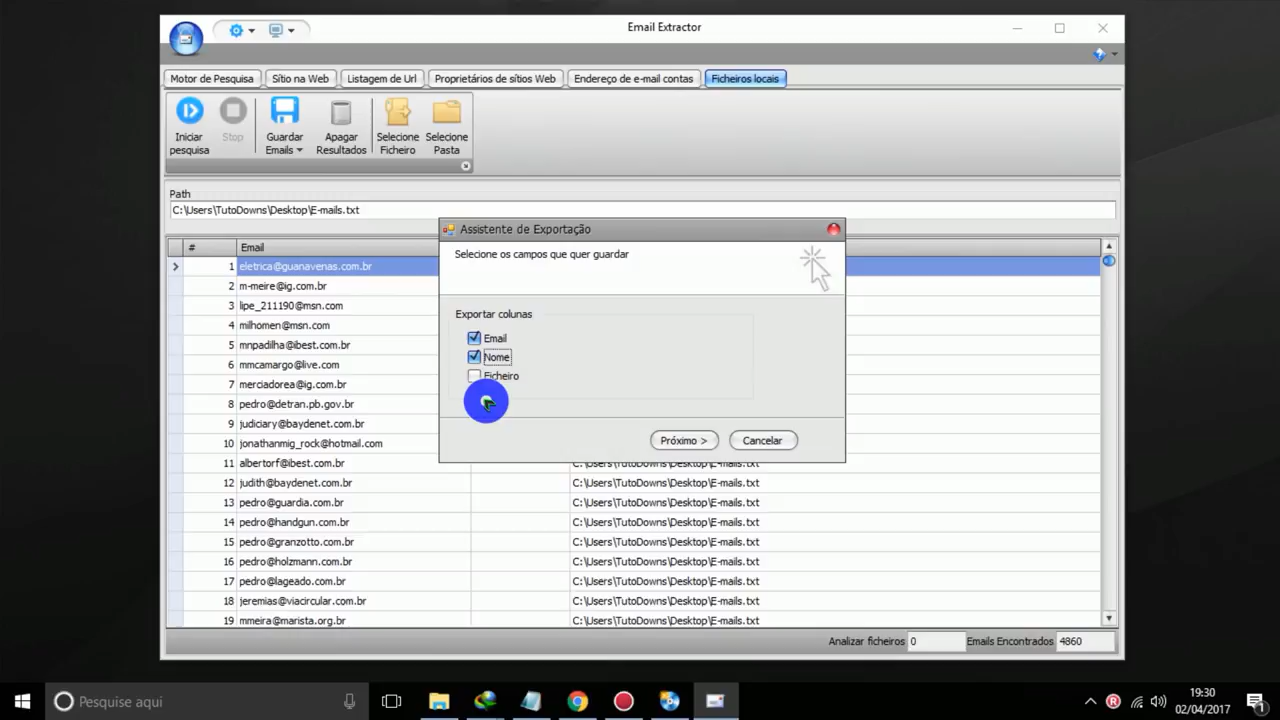 Email Extractor
Motor de Pesquisa Sítio na Web Listagem de Url Proprietários de sítios Web Endereço de e-mail contas Ficheiros locais
Iniciar pesquisa Stop Guardar Emails Apagar Resultados Selecione Ficheiro Selecione Pasta
Path
C:\Users\TutoDowns\Desktop\E-mails.txt
Assistente de Exportação
Selecione os campos que quer guardar
Exportar colunas
Email
Nome
Ficheiro
Próximo > Cancelar
# Email
1 eletrica@guanavenas.com.br
2 m-meire@ig.com.br
3 lipe_211190@msn.com
4 milhomen@msn.com
5 mnpadilha@ibest.com.br
6 mmcamargo@live.com
7 merciadorea@ig.com.br
8 pedro@detran.pb.gov.br
9 judiciary@baydenet.com.br
10 jonathanmig_rock@hotmail.com
11 albertorf@ibest.com.br C:\Users\TutoDowns\Desktop\E-mails.txt
12 judith@baydenet.com.br C:\Users\TutoDowns\Desktop\E-mails.txt
13 pedro@guardia.com.br C:\Users\TutoDowns\Desktop\E-mails.txt
14 pedro@handgun.com.br C:\Users\TutoDowns\Desktop\E-mails.txt
15 pedro@granzotto.com.br C:\Users\TutoDowns\Desktop\E-mails.txt
16 pedro@holzmann.com.br C:\Users\TutoDowns\Desktop\E-mails.txt
17 pedro@lageado.com.br C:\Users\TutoDowns\Desktop\E-mails.txt
18 jeremias@viacircular.com.br C:\Users\TutoDowns\Desktop\E-mails.txt
19 mmeira@marista.org.br C:\Users\TutoDowns\Desktop\E-mails.txt
Analizar ficheiros 0 Emails Encontrados 4860
Pesquise aqui
19:30
02/04/2017